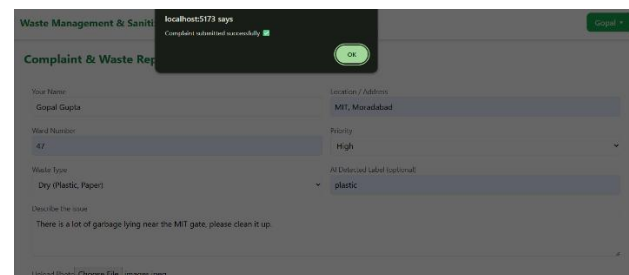 Waste Management & Saniti
localhost:5173 says
Complaint submitted successfully ✅
OK
Gopal
Complaint & Waste Rep
Your Name
Location / Address
Gopal Gupta
MIT, Moradabad
Ward Number
Priority
47
High
Waste Type
AI Detected Label (optional)
Dry (Plastic, Paper)
plastic
Describe the issue
There is a lot of garbage lying near the MIT gate, please clean it up.
Upload Photo Choose File images.jpeg